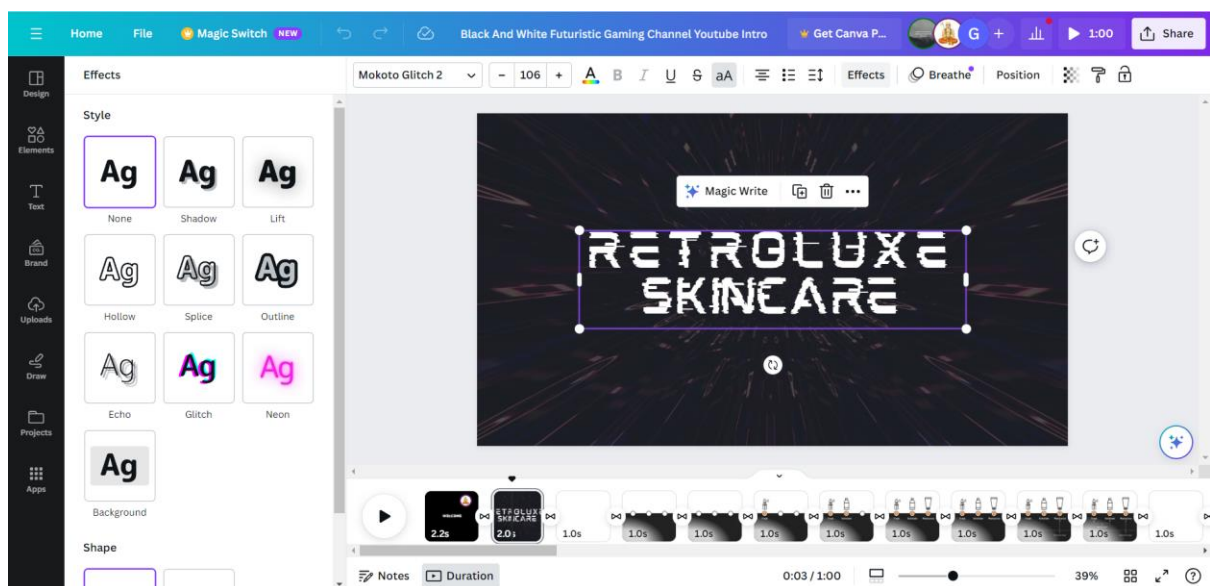 Home File Magic Switch NEW Black And White Futuristic Gaming Channel Youtube Intro Get Canva P... G + 1:00 Share
Design
Elements
Text
Brand
Uploads
Draw
Projects
Apps
Effects
Style
Ag Ag Ag
None Shadow Lift
Ag Ag Ag
Hollow Splice Outline
Ag Ag Ag
Echo Glitch Neon
Ag
Background
Shape
Mokoto Glitch 2 - 106 + A B I U S aA Effects Breathe Position
Magic Write
RETROLUXE
SKINCARE
WELCOME
ETROLUX
SKINCARE
2.2s 2.0s 1.0s 1.0s 1.0s 1.0s 1.0s 1.0s 1.0s 1.0s 1.0s
Notes Duration 0:03 / 1:00 39%